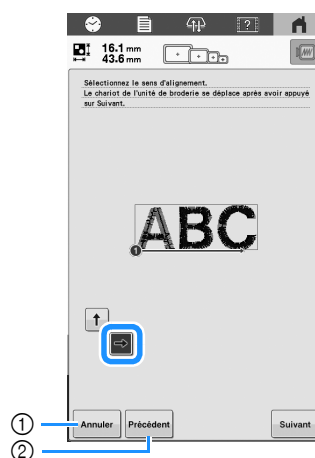 16.1 mm
43.6 mm
Sélectionnez le sens d'alignement.
Le chariot de l'unité de broderie se déplace après avoir appuyé
sur Suivant.
ABC
1
① Annuler Précédent Suivant
②